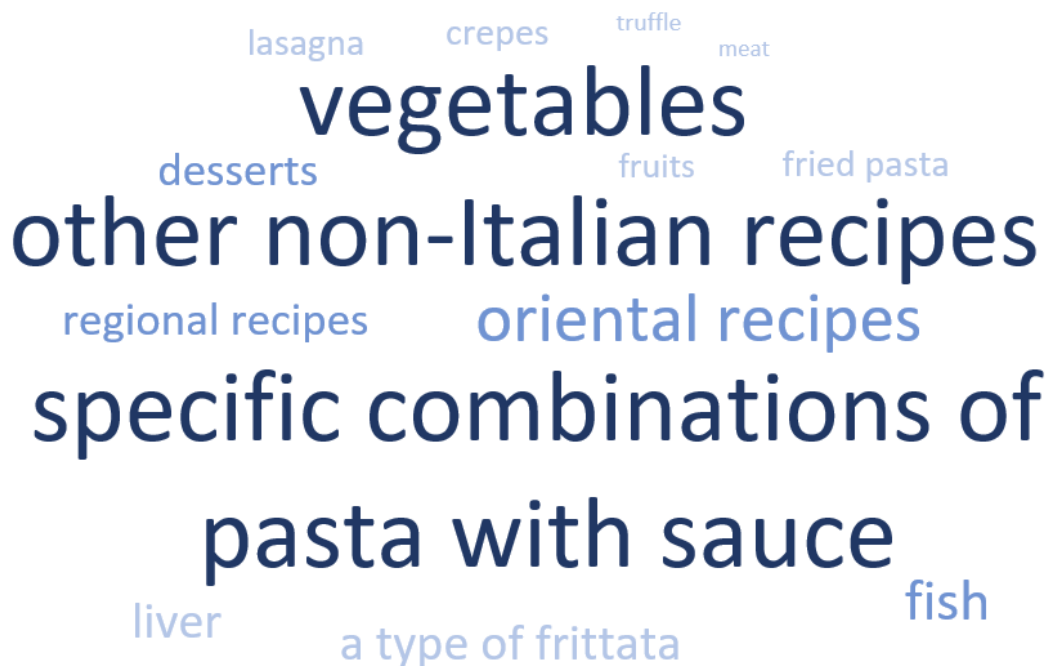 lasagna crepes truffle
meat
vegetables
desserts fruits fried pasta
other non-Italian recipes
regional recipes oriental recipes
specific combinations of
pasta with sauce
fish
liver
a type of frittata